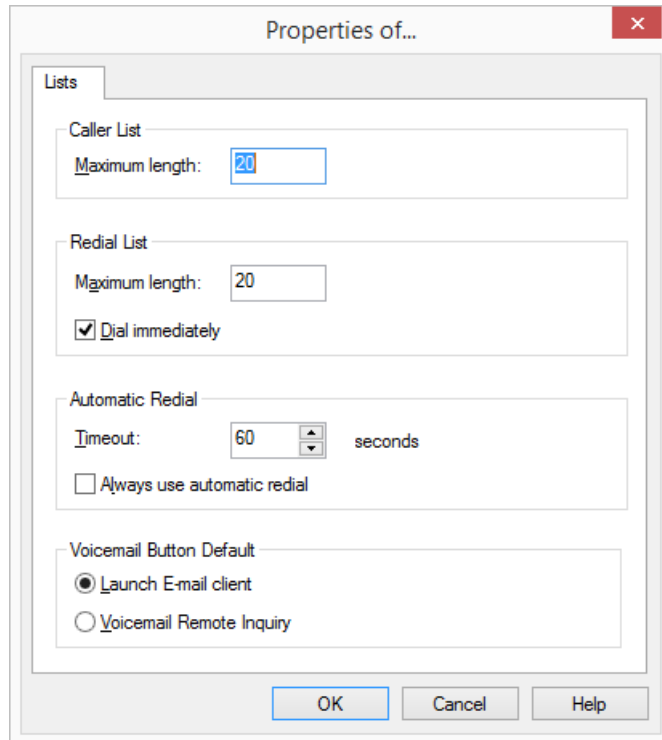 Properties of...
Lists
Caller List
Maximum length: 20
Redial List
Maximum length: 20
Dial immediately
Automatic Redial
Timeout: 60 seconds
Always use automatic redial
Voicemail Button Default
Launch E-mail client
Voicemail Remote Inquiry
OK Cancel Help